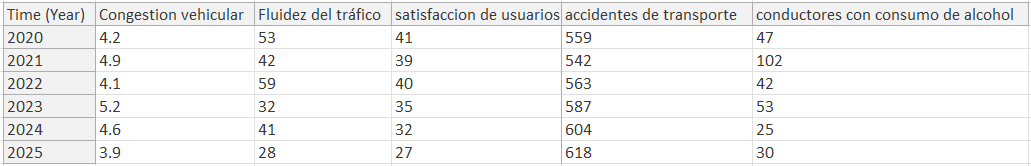 Time (Year) Congestion vehicular Fluidez del tráfico satisfaccion de usuarios accidentes de transporte conductores con consumo de alcohol
2020 4.2 53 41 559 47
2021 4.9 42 39 542 102
2022 4.1 59 40 563 42
2023 5.2 32 35 587 53
2024 4.6 41 32 604 25
2025 3.9 28 27 618 30